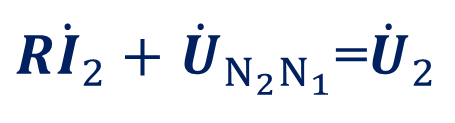 Rİ₂ + U̇_{N₂N₁}=U̇₂